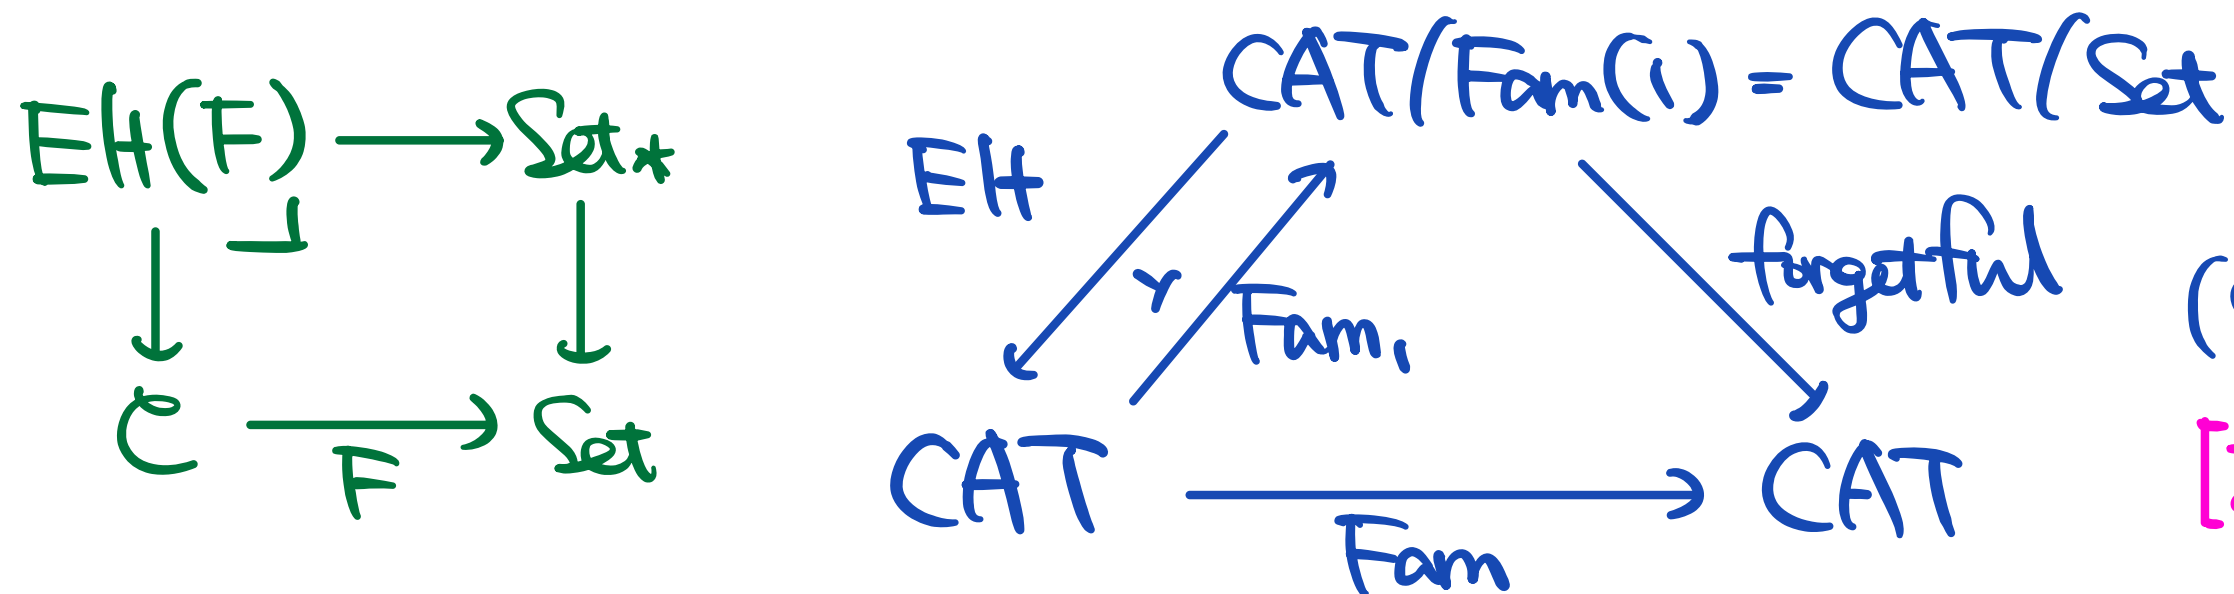 EH(F) → Set*
C → Set
F
CAT/Fam(1) = CAT/Set
EH
Fam₁
forgetful
CAT → CAT
Fam